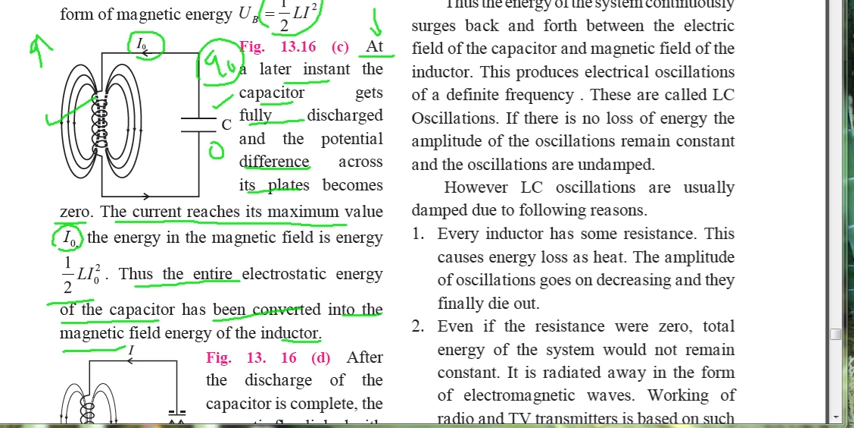 form of magnetic energy U_B = 1/2 LI²
I₀
q₀
Fig. 13.16 (c) At
a later instant the
capacitor gets
fully discharged
and the potential
difference across
its plates becomes
C
0
zero. The current reaches its maximum value
I₀, the energy in the magnetic field is energy
1/2 LI₀². Thus the entire electrostatic energy
of the capacitor has been converted into the
magnetic field energy of the inductor.
I
Fig. 13. 16 (d) After
the discharge of the
capacitor is complete, the
Thus the energy of the system continuously
surges back and forth between the electric
field of the capacitor and magnetic field of the
inductor. This produces electrical oscillations
of a definite frequency . These are called LC
Oscillations. If there is no loss of energy the
amplitude of the oscillations remain constant
and the oscillations are undamped.
However LC oscillations are usually
damped due to following reasons.
1. Every inductor has some resistance. This
causes energy loss as heat. The amplitude
of oscillations goes on decreasing and they
finally die out.
2. Even if the resistance were zero, total
energy of the system would not remain
constant. It is radiated away in the form
of electromagnetic waves. Working of
radio and TV transmitters is based on such